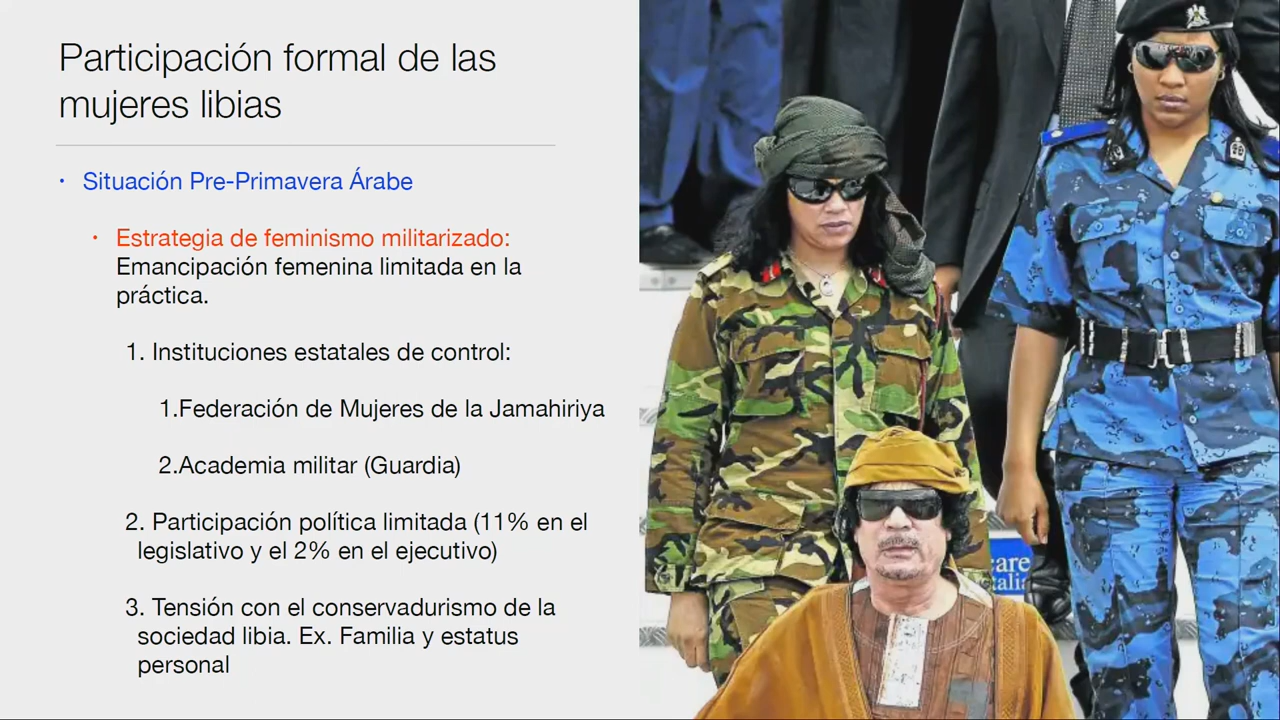 Participación formal de las
mujeres libias
• Situación Pre-Primavera Árabe
• Estrategia de feminismo militarizado:
Emancipación femenina limitada en la
práctica.
1. Instituciones estatales de control:
1.Federación de Mujeres de la Jamahiriya
2.Academia militar (Guardia)
2. Participación política limitada (11% en el
legislativo y el 2% en el ejecutivo)
3. Tensión con el conservadurismo de la
sociedad libia. Ex. Familia y estatus
personal